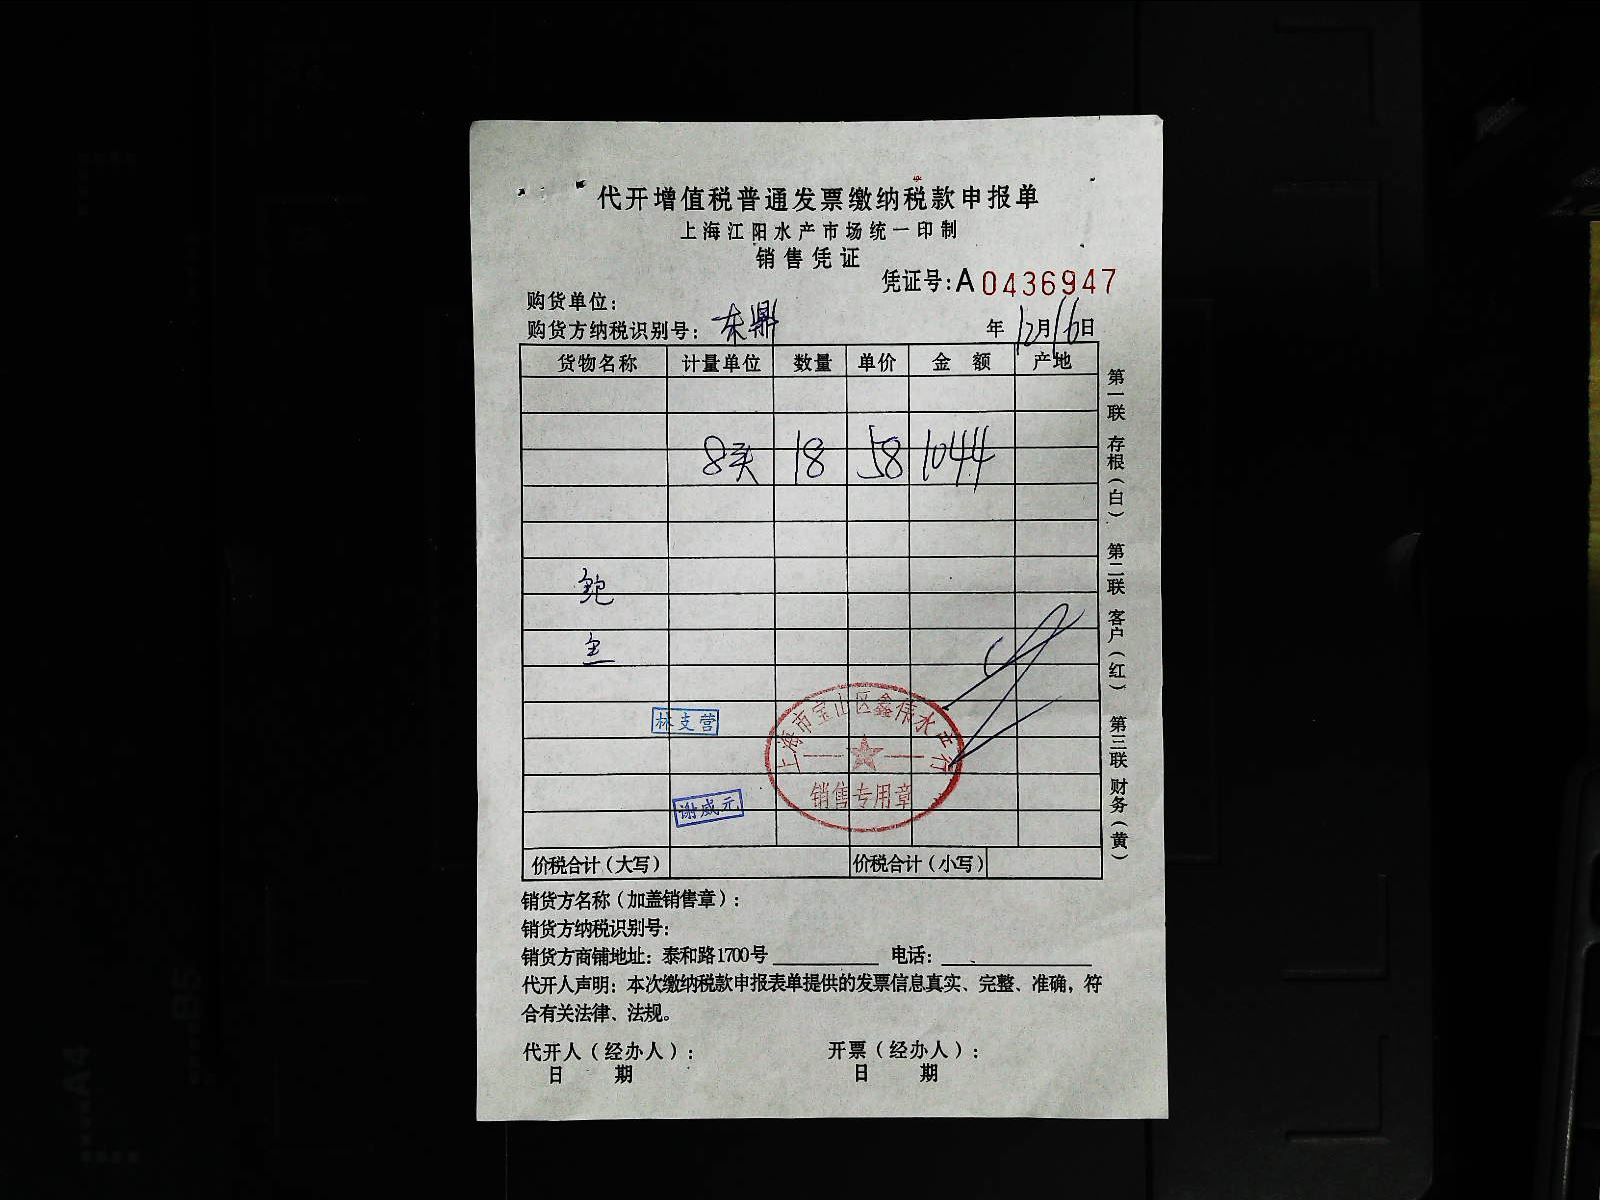 代开增值税普通发票缴纳税款申报单
上海江阳水产市场统一印制
销售凭证
凭证号:A0436947
购货单位:
购货方纳税识别号: 东鼎 年12月16日
货物名称 计量单位 数量 单价 金额 产地
8头 18 58 1044
鲍
鱼
林支营
上海市宝山区鑫伟水产行
销售专用章
谢咸元
价税合计(大写) 价税合计(小写)
第一联 存根(白) 第二联 客户(红) 第三联 财务(黄)
销货方名称(加盖销售章):
销货方纳税识别号:
销货方商铺地址: 泰和路1700号 电话:
代开人声明: 本次缴纳税款申报表单提供的发票信息真实、完整、准确, 符
合有关法律、法规。
代开人(经办人): 开票(经办人):
日 期 日 期